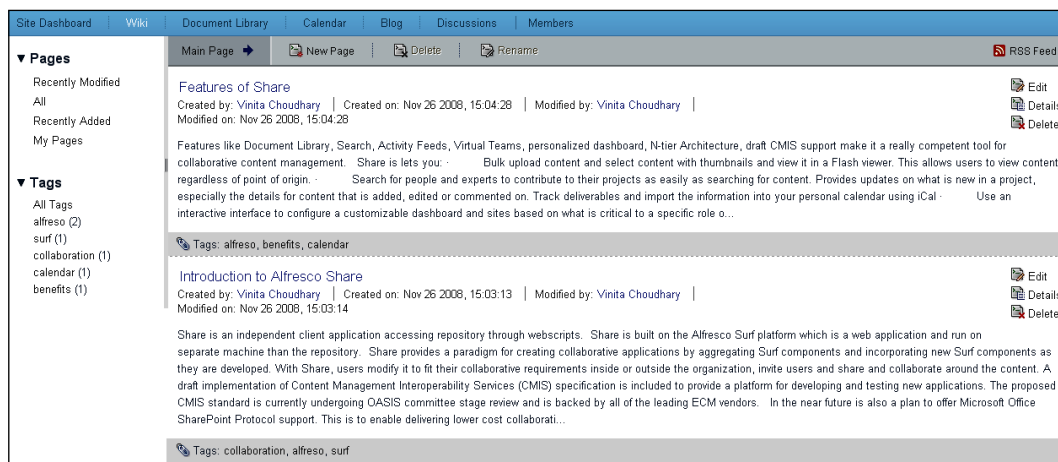 Site Dashboard Wiki Document Library Calendar Blog Discussions Members
Main Page New Page Delete Rename RSS Feed
Pages
Recently Modified
All
Recently Added
My Pages
Tags
All Tags
alfreso (2)
surf (1)
collaboration (1)
calendar (1)
benefits (1)
Features of Share
Created by: Vinita Choudhary | Created on: Nov 26 2008, 15:04:28 | Modified by: Vinita Choudhary |
Modified on: Nov 26 2008, 15:04:28
Edit
Details
Delete
Features like Document Library, Search, Activity Feeds, Virtual Teams, personalized dashboard, N-tier Architecture, draft CMIS support make it a really competent tool for
collaborative content management. Share is lets you: · Bulk upload content and select content with thumbnails and view it in a Flash viewer. This allows users to view content
regardless of point of origin. · Search for people and experts to contribute to their projects as easily as searching for content. Provides updates on what is new in a project,
especially the details for content that is added, edited or commented on. Track deliverables and import the information into your personal calendar using iCal · Use an
interactive interface to configure a customizable dashboard and sites based on what is critical to a specific role o...
Tags: alfreso, benefits, calendar
Introduction to Alfresco Share
Created by: Vinita Choudhary | Created on: Nov 26 2008, 15:03:13 | Modified by: Vinita Choudhary |
Modified on: Nov 26 2008, 15:03:14
Edit
Details
Delete
Share is an independent client application accessing repository through webscripts. Share is built on the Alfresco Surf platform which is a web application and run on
separate machine than the repository. Share provides a paradigm for creating collaborative applications by aggregating Surf components and incorporating new Surf components as
they are developed. With Share, users modify it to fit their collaborative requirements inside or outside the organization, invite users and share and collaborate around the content. A
draft implementation of Content Management Interoperability Services (CMIS) specification is included to provide a platform for developing and testing new applications. The proposed
CMIS standard is currently undergoing OASIS committee stage review and is backed by all of the leading ECM vendors. In the near future is also a plan to offer Microsoft Office
SharePoint Protocol support. This is to enable delivering lower cost collaborati...
Tags: collaboration, alfreso, surf